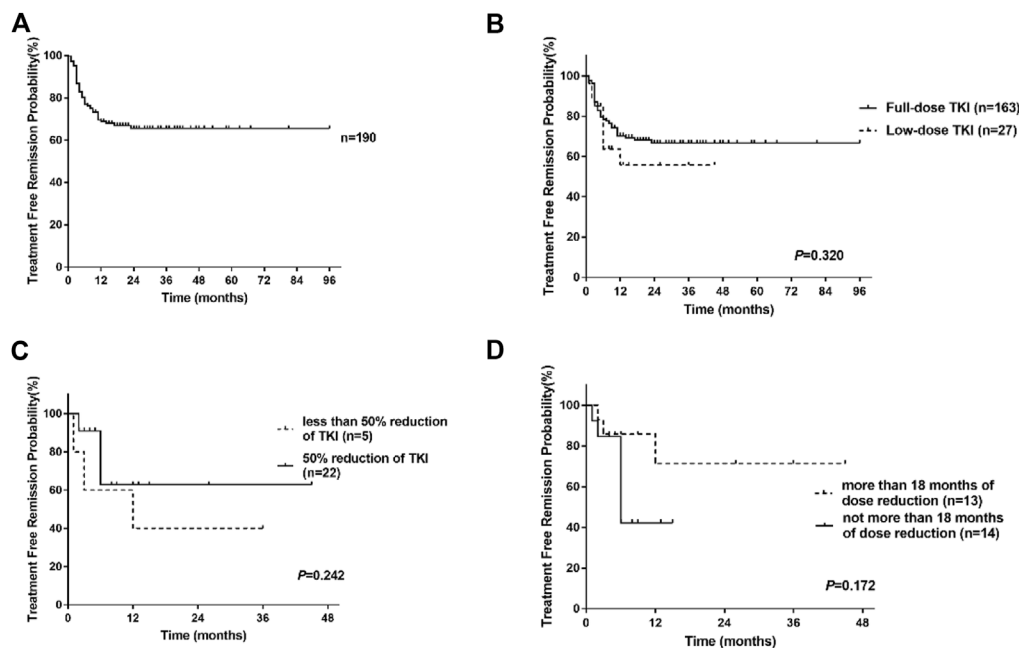 A
Treatment Free Remission Probability(%)
100
80
60
40
20
0
n=190
0 12 24 36 48 60 72 84 96
Time (months)
B
Treatment Free Remission Probability(%)
100
80
60
40
20
0
Full-dose TKI (n=163)
Low-dose TKI (n=27)
P=0.320
0 12 24 36 48 60 72 84 96
Time (months)
C
Treatment Free Remission Probability(%)
100
80
60
40
20
0
less than 50% reduction
of TKI (n=5)
50% reduction of TKI
(n=22)
P=0.242
0 12 24 36 48
Time (months)
D
Treatment Free Remission Probability(%)
100
80
60
40
20
0
more than 18 months of
dose reduction (n=13)
not more than 18 months
of dose reduction (n=14)
P=0.172
0 12 24 36 48
Time (months)